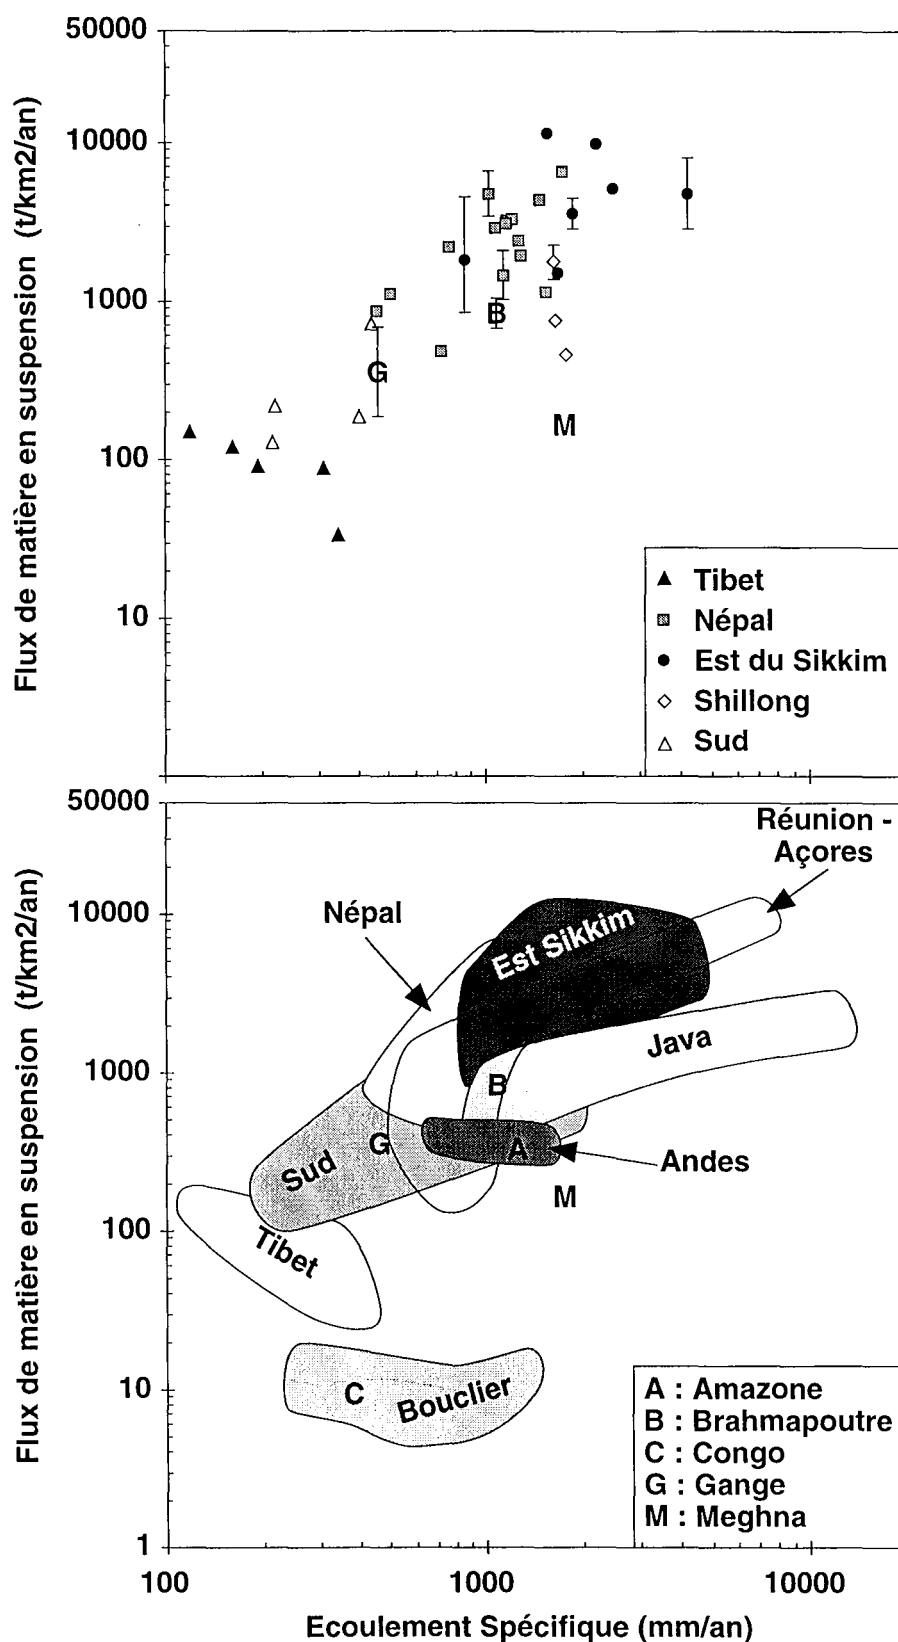 50000
10000
1000
100
10
Flux de matière en suspension (t/km2/an)
B
G
M
Tibet
Népal
Est du Sikkim
Shillong
Sud
50000
10000
1000
100
10
1
Flux de matière en suspension (t/km2/an)
Réunion -
Açores
Népal
Est Sikkim
Java
B
G
A
Sud
Andes
M
Tibet
C
Bouclier
A : Amazone
B : Brahmapoutre
C : Congo
G : Gange
M : Meghna
100
1000
10000
Ecoulement Spécifique (mm/an)